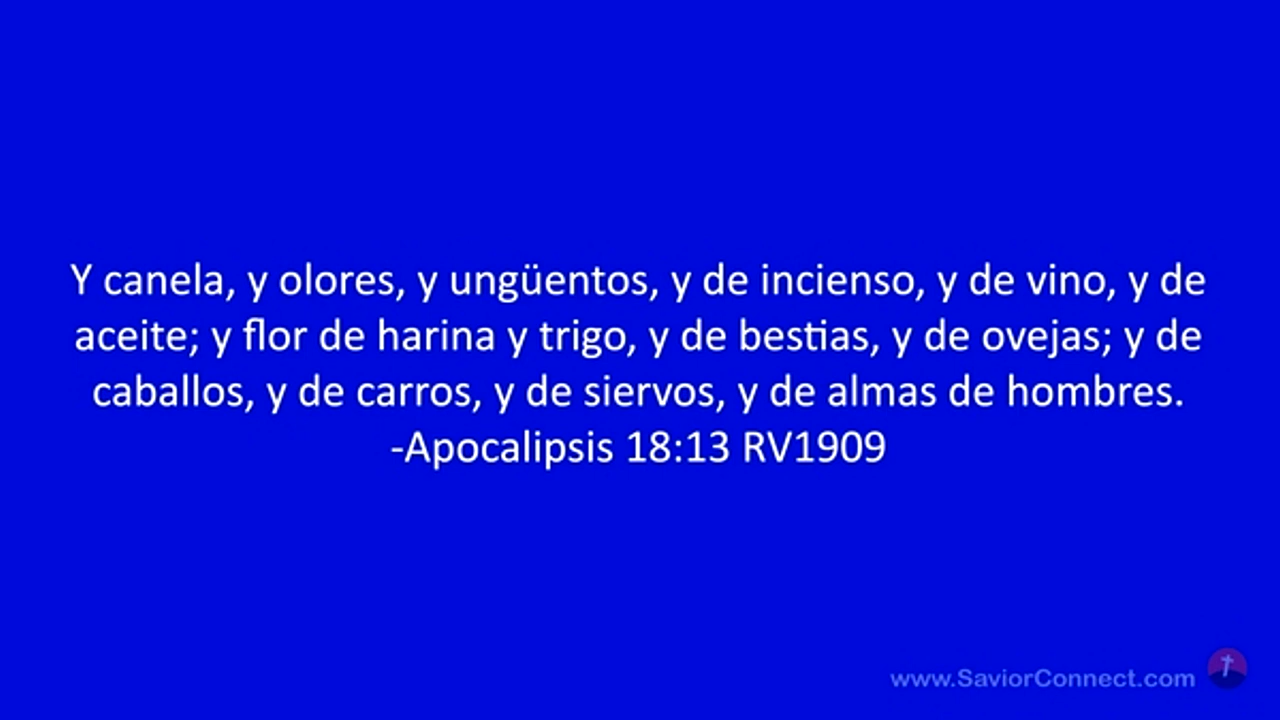 Y canela, y olores, y ungüentos, y de incienso, y de vino, y de
aceite; y flor de harina y trigo, y de bestias, y de ovejas; y de
caballos, y de carros, y de siervos, y de almas de hombres.
-Apocalipsis 18:13 RV1909
www.SaviorConnect.com